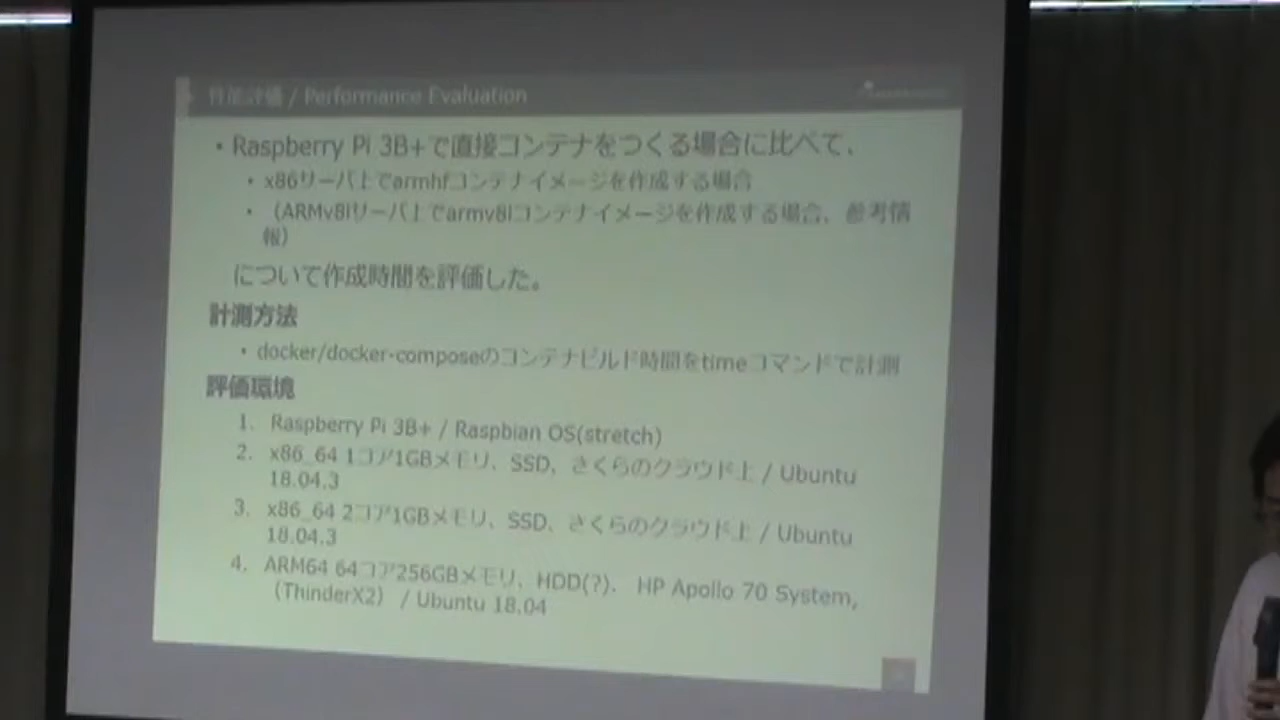 性能評価 / Performance Evaluation
・Raspberry Pi 3B+で直接コンテナをつくる場合に比べて、
・x86サーバ上でarmhfコンテナイメージを作成する場合
・（ARMv8lサーバ上でarmv8lコンテナイメージを作成する場合、参考情
報）
について作成時間を評価した。
計測方法
・docker/docker-composeのコンテナビルド時間をtimeコマンドで計測
評価環境
1. Raspberry Pi 3B+ / Raspbian OS(stretch)
2. x86_64 1コア1GBメモリ、SSD、さくらのクラウド上 / Ubuntu
18.04.3
3. x86_64 2コア1GBメモリ、SSD、さくらのクラウド上 / Ubuntu
18.04.3
4. ARM64 64コア256GBメモリ、HDD(?)、 HP Apollo 70 System,
（ThinderX2） / Ubuntu 18.04